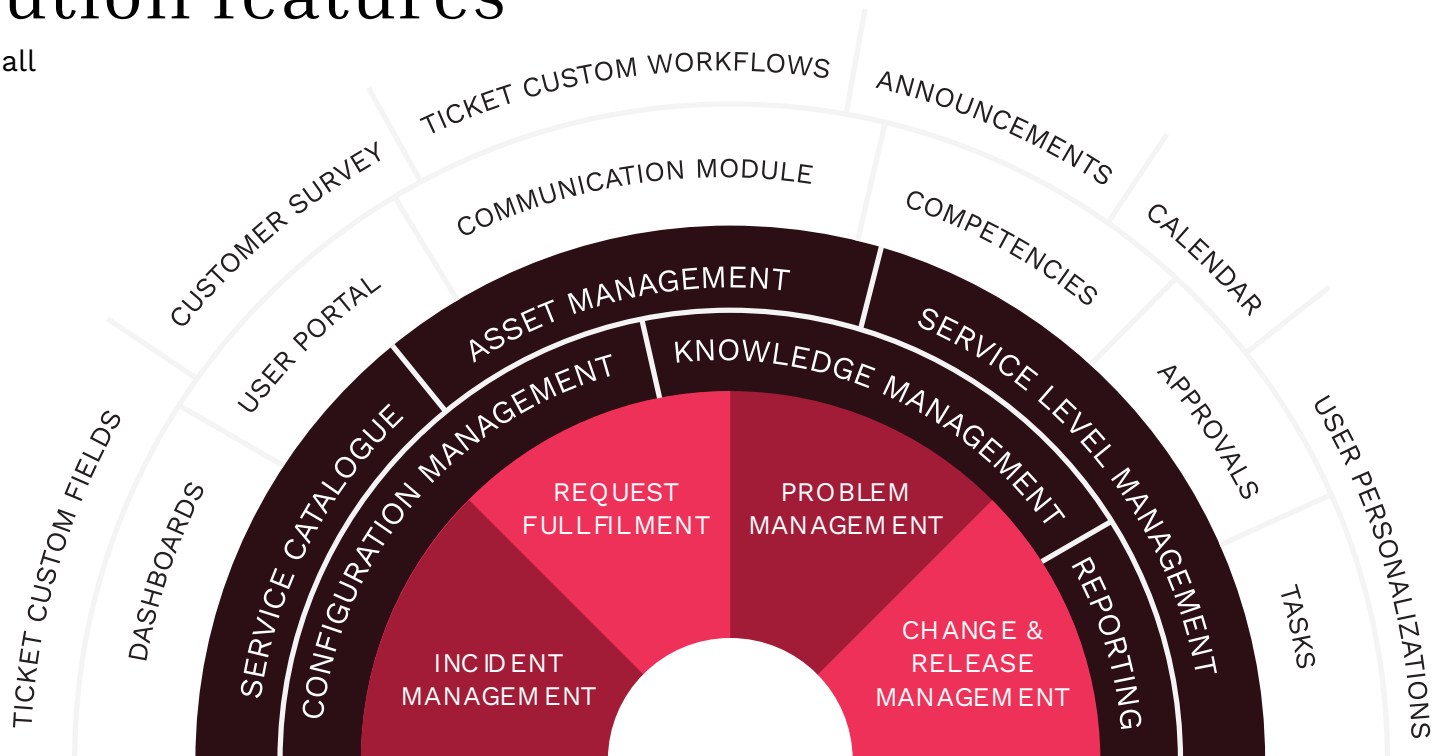 ution features
all
TICKET CUSTOM FIELDS
CUSTOMER SURVEY
TICKET CUSTOM WORKFLOWS
ANNOUNCEMENTS
CALENDAR
USER PERSONALIZATIONS
DASHBOARDS
USER PORTAL
COMMUNICATION MODULE
COMPETENCIES
APPROVALS
TASKS
SERVICE CATALOGUE
ASSET MANAGEMENT
SERVICE LEVEL MANAGEMENT
CONFIGURATION MANAGEMENT
KNOWLEDGE MANAGEMENT
REPORTING
INCIDENT
MANAGEMENT
REQUEST
FULLFILMENT
PROBLEM
MANAGEMENT
CHANGE &
RELEASE
MANAGEMENT